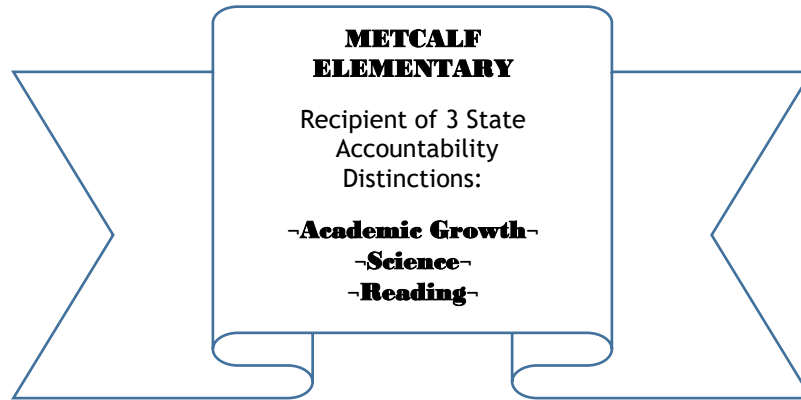 METCALF
ELEMENTARY
Recipient of 3 State
Accountability
Distinctions:
¬Academic Growth¬
¬Science¬
¬Reading¬